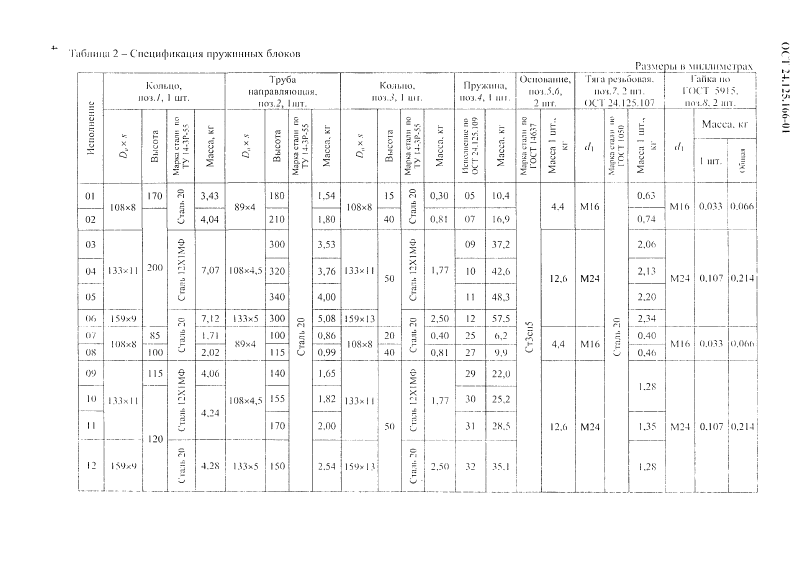 4
ОСТ 24.125.166-01
Таблица 2 – Спецификация пружинных блоков
Размеры в миллиметрах
Исполнение
Кольцо, поз.1, 1 шт.
Труба направляющая, поз.2, 1шт.
Кольцо, поз.3, 1 шт.
Пружина, поз.4, 1 шт.
Основание, поз.5,6, 2 шт.
Тяга резьбовая, поз.7, 2 шт. ОСТ 24.125.107
Гайка по ГОСТ 5915, поз.8, 2 шт.
Dн × s
Высота
Марка стали по ТУ 14-3Р-55
Масса, кг
Dн × s
Высота
Марка стали по ТУ 14-3Р-55
Масса, кг
Dн × s
Высота
Марка стали по ТУ 14-3Р-55
Масса, кг
Исполнение по ОСТ 24.125.109
Масса, кг
Марка стали по ГОСТ 14637
Масса 1 шт., кг
d1
Марка стали по ГОСТ 1050
Масса 1 шт., кг
d1
Масса, кг
1 шт.
Общая
01 108×8 170 Сталь 20 3,43 89×4 180 Сталь 20 1,54 108×8 15 Сталь 20 0,30 05 10,4 Ст3сп5 4,4 М16 Сталь 20 0,63 М16 0,033 0,066
02 200 4,04 210 1,80 40 0,81 07 16,9 0,74
03 133×11 Сталь 12Х1МФ 7,07 108×4,5 300 3,53 133×11 50 Сталь 12Х1МФ 1,77 09 37,2 12,6 М24 2,06 М24 0,107 0,214
04 320 3,76 10 42,6 2,13
05 340 4,00 11 48,3 2,20
06 159×9 Сталь 20 7,12 133×5 300 5,08 159×13 Сталь 20 2,50 12 57,5 2,34
07 108×8 85 1,71 89×4 100 0,86 108×8 20 0,40 25 6,2 4,4 М16 0,40 М16 0,033 0,066
08 100 2,02 115 0,99 40 0,81 27 9,9 0,46
09 133×11 115 Сталь 12Х1МФ 4,06 108×4,5 140 1,65 133×11 50 Сталь 12Х1МФ 1,77 29 22,0 12,6 М24 1,28 М24 0,107 0,214
10 120 4,24 155 1,82 30 25,2
11 170 2,00 31 28,5 1,35
12 159×9 Сталь 20 4,28 133×5 150 2,54 159×13 Сталь 20 2,50 32 35,1 1,28